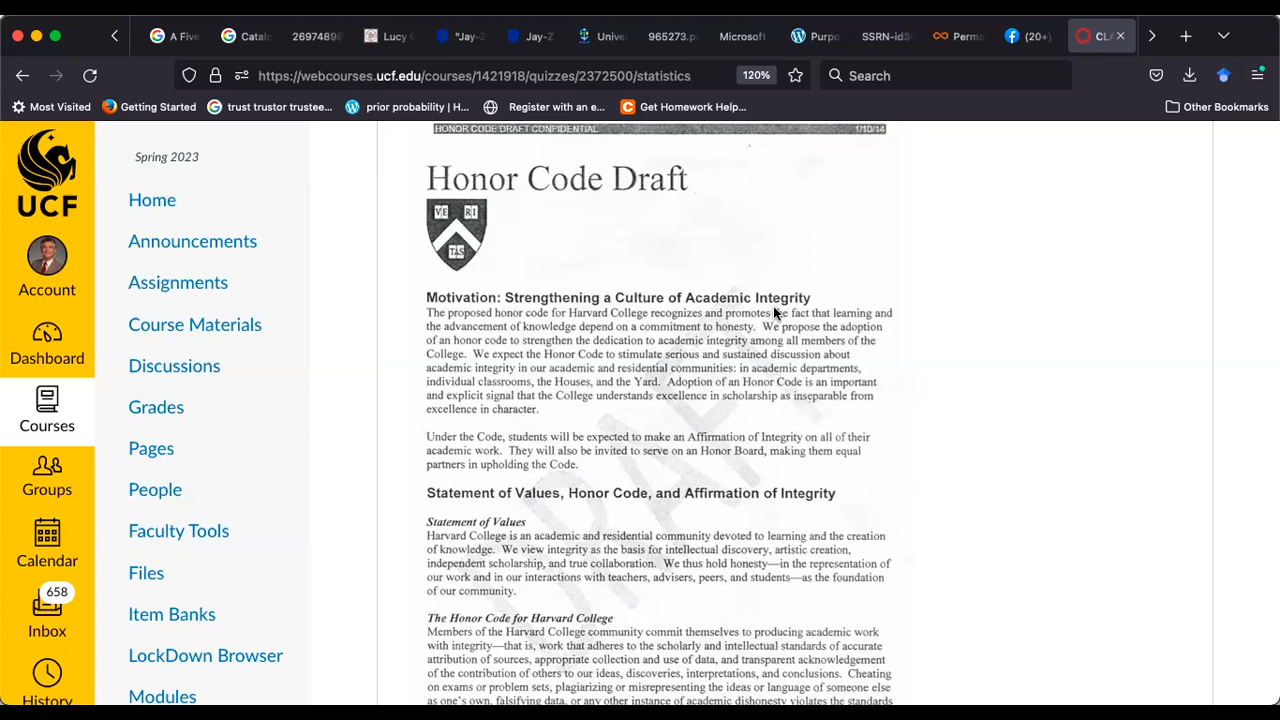 A Five
Catalo
26974898
Lucy
"Jay-Z
Jay-Z
Unive
965273.p
Microsoft
Purpo
SSRN-id3
Perma
(20+)
CLA
https://webcourses.ucf.edu/courses/1421918/quizzes/2372500/statistics
120%
Search
Most Visited
Getting Started
trust trustor trustee...
prior probability | H...
Register with an e...
Get Homework Help...
Other Bookmarks
UCF
Account
Dashboard
Courses
Groups
Calendar
658
Inbox
History
Spring 2023
Home
Announcements
Assignments
Course Materials
Discussions
Grades
Pages
People
Faculty Tools
Files
Item Banks
LockDown Browser
Modules
HONOR CODE DRAFT CONFIDENTIAL 1/10/14
Honor Code Draft
VE RI
TAS
Motivation: Strengthening a Culture of Academic Integrity
The proposed honor code for Harvard College recognizes and promotes the fact that learning and
the advancement of knowledge depend on a commitment to honesty. We propose the adoption
of an honor code to strengthen the dedication to academic integrity among all members of the
College. We expect the Honor Code to stimulate serious and sustained discussion about
academic integrity in our academic and residential communities: in academic departments,
individual classrooms, the Houses, and the Yard. Adoption of an Honor Code is an important
and explicit signal that the College understands excellence in scholarship as inseparable from
excellence in character.
Under the Code, students will be expected to make an Affirmation of Integrity on all of their
academic work. They will also be invited to serve on an Honor Board, making them equal
partners in upholding the Code.
Statement of Values, Honor Code, and Affirmation of Integrity
Statement of Values
Harvard College is an academic and residential community devoted to learning and the creation
of knowledge. We view integrity as the basis for intellectual discovery, artistic creation,
independent scholarship, and true collaboration. We thus hold honesty—in the representation of
our work and in our interactions with teachers, advisers, peers, and students—as the foundation
of our community.
The Honor Code for Harvard College
Members of the Harvard College community commit themselves to producing academic work
with integrity—that is, work that adheres to the scholarly and intellectual standards of accurate
attribution of sources, appropriate collection and use of data, and transparent acknowledgement
of the contribution of others to our ideas, discoveries, interpretations, and conclusions. Cheating
on exams or problem sets, plagiarizing or misrepresenting the ideas or language of someone else
as one's own, falsifying data, or any other instance of academic dishonesty violates the standards
DRAFT